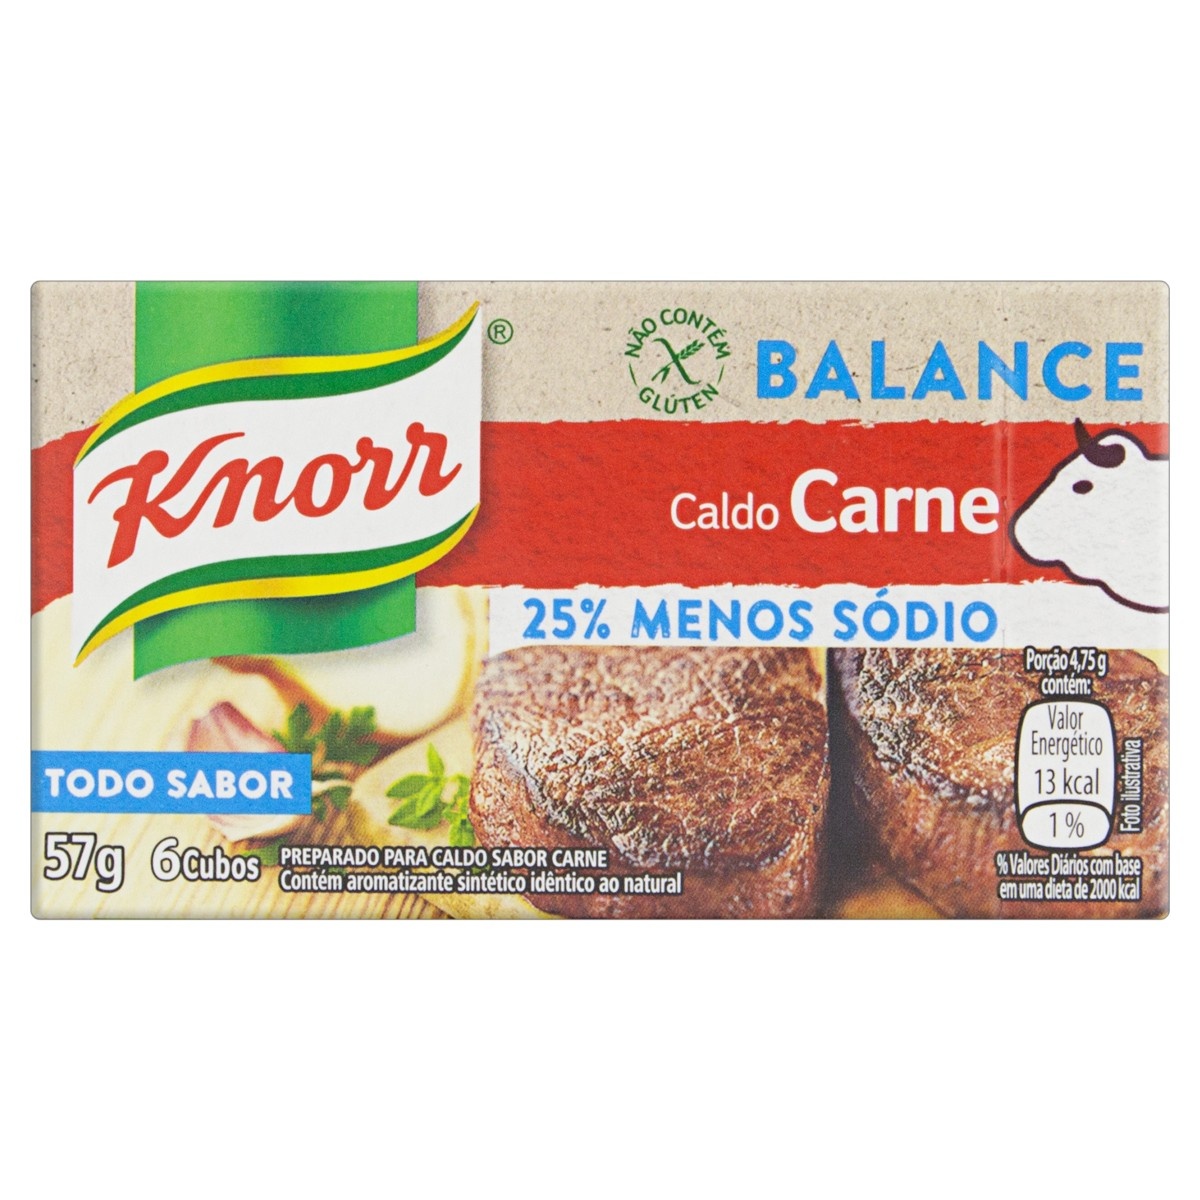 Knorr®
NÃO CONTÉM
GLÚTEN
BALANCE
Caldo Carne
25% MENOS SÓDIO
Porção 4,75 g
contém:
Valor
Energético
13 kcal
1%
Foto ilustrativa
% Valores Diários com base
em uma dieta de 2000 kcal
TODO SABOR
57g 6Cubos
PREPARADO PARA CALDO SABOR CARNE
Contém aromatizante sintético idêntico ao natural